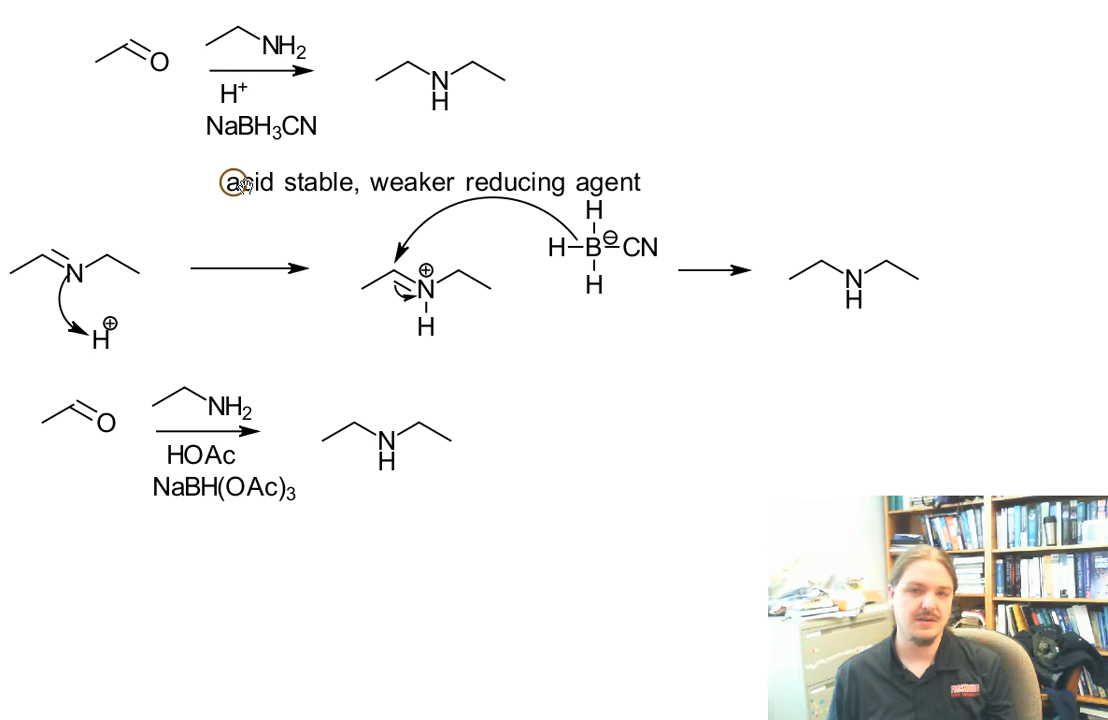 O
NH2
H+
NaBH3CN
N
H
acid stable, weaker reducing agent
N
H⊕
⊕
N
H
H
H–B⊖–CN
H
N
H
O
NH2
HOAc
NaBH(OAc)3
N
H